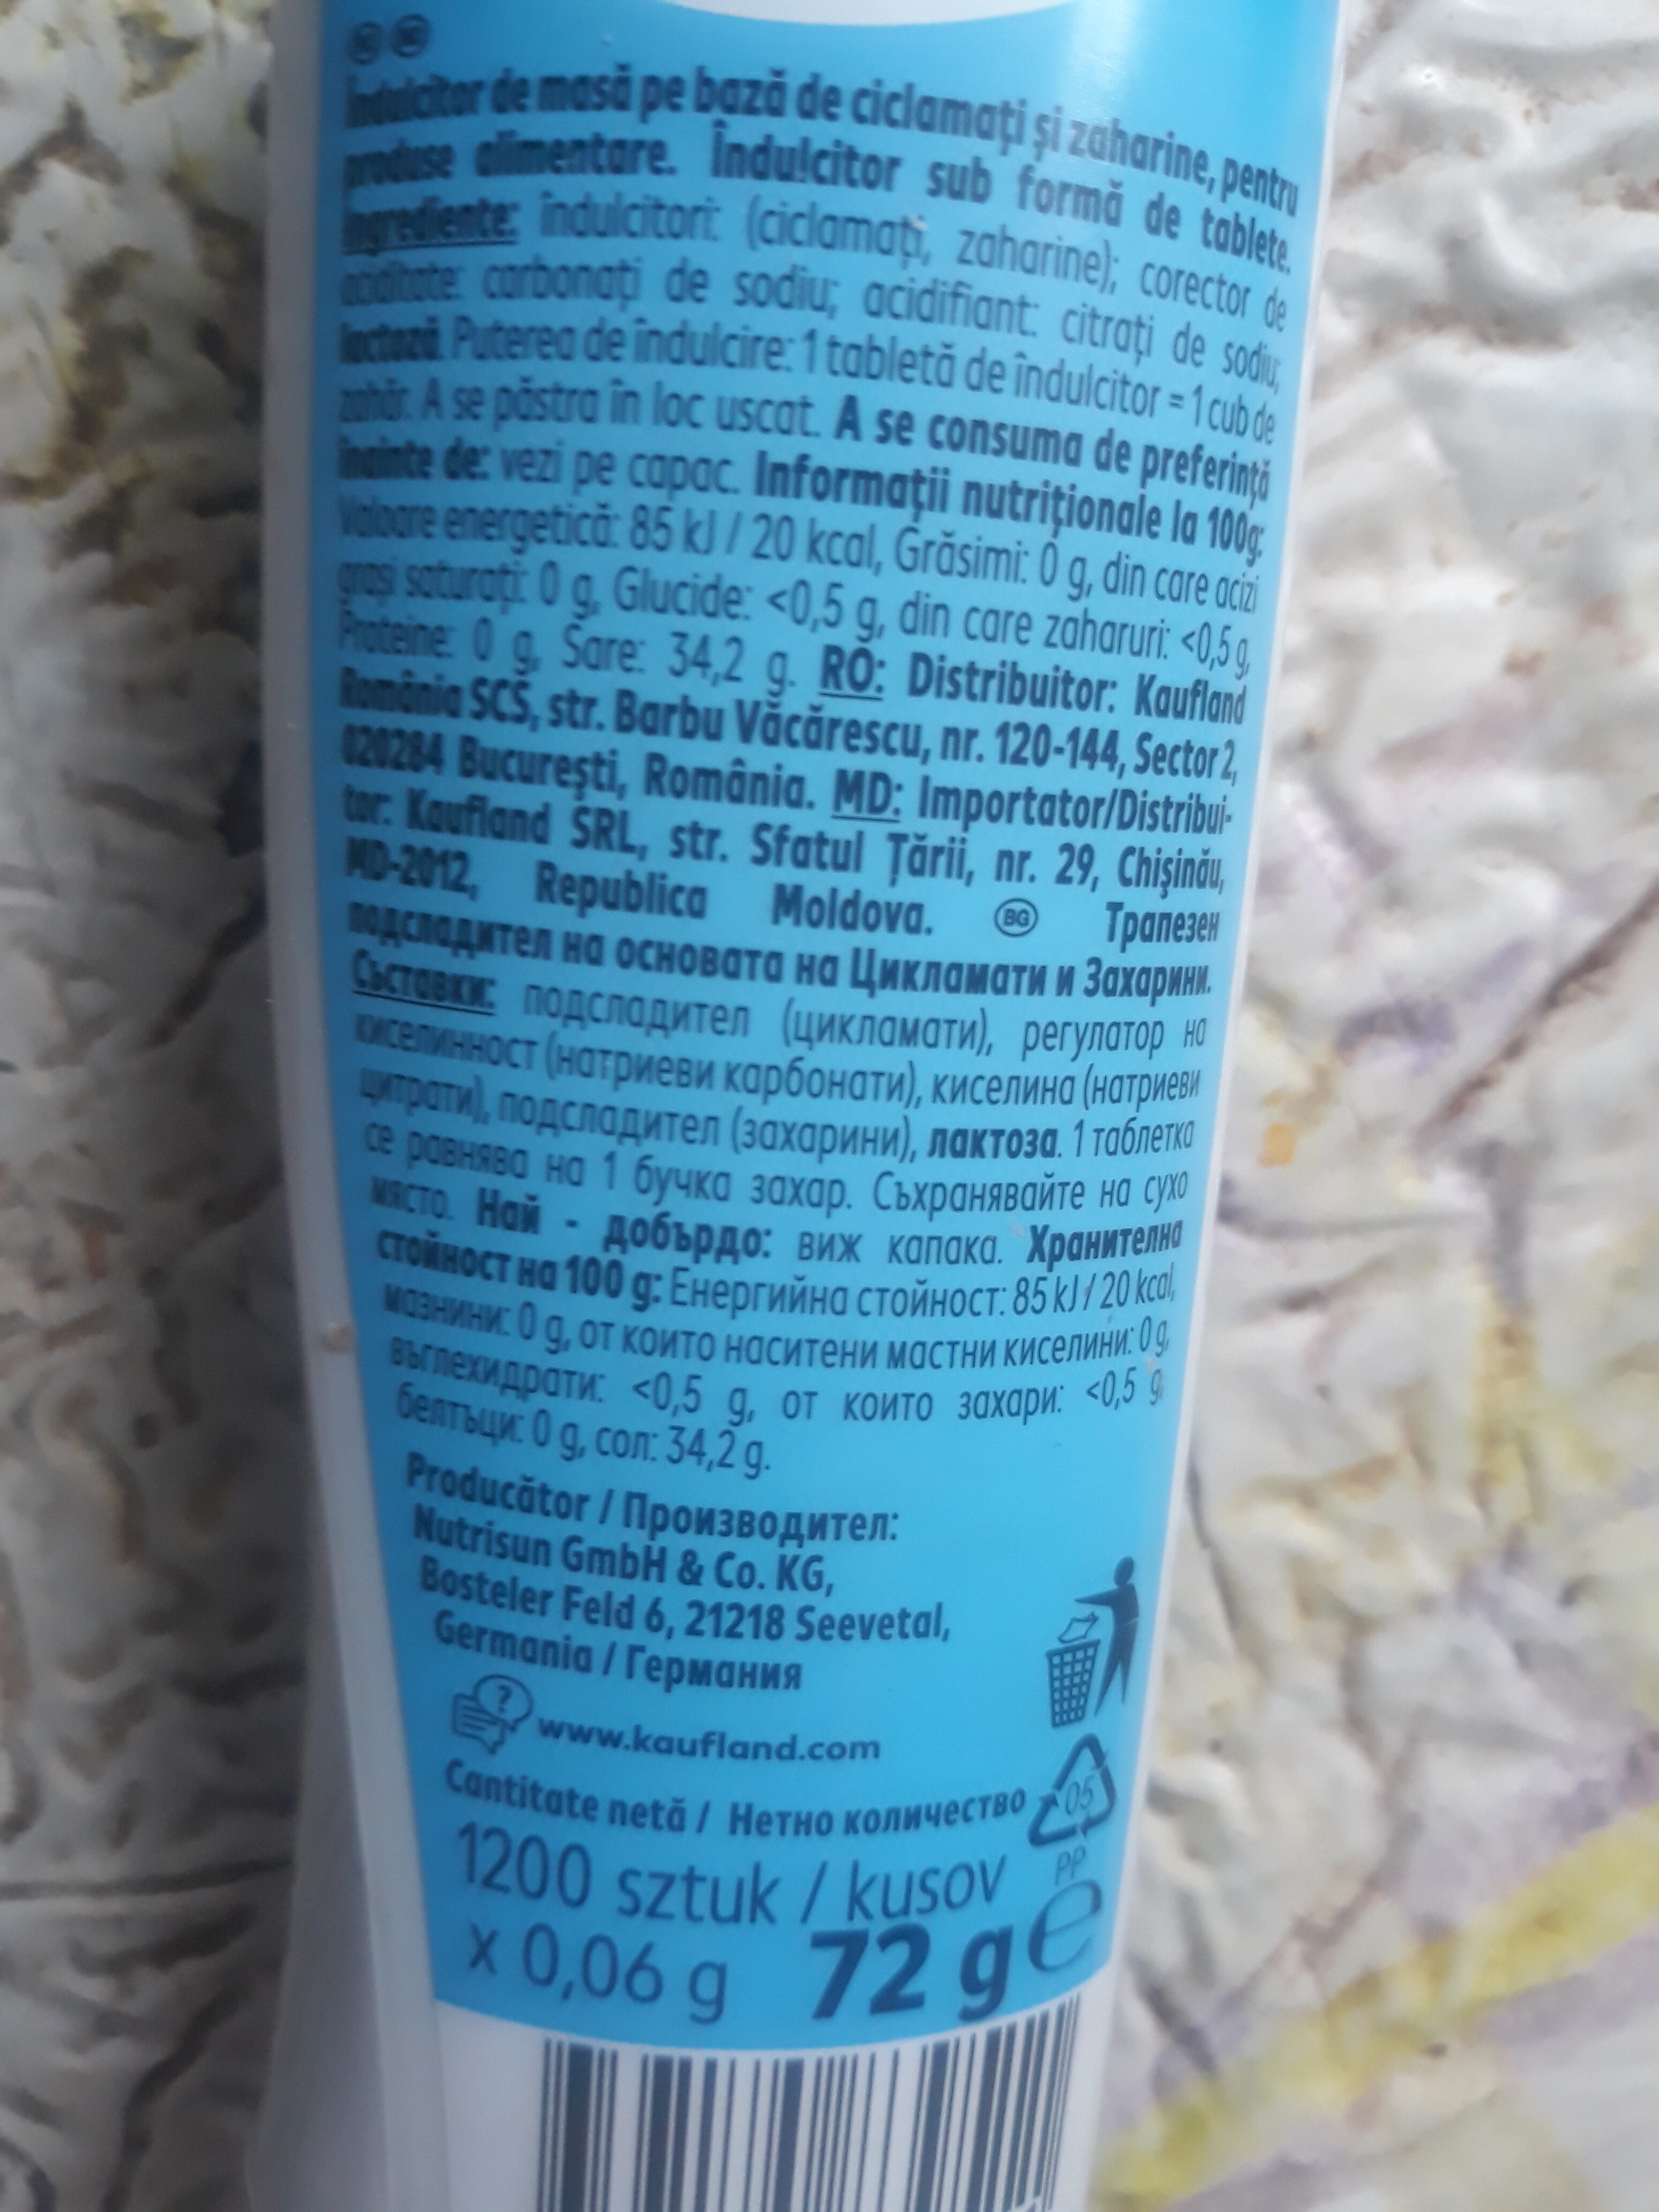 Îndulcitor de masă pe bază de ciclamați și zaharine, pentru
produse alimentare. Îndulcitor sub formă de tablete.
Ingrediente: îndulcitori: (ciclamați, zaharine); corector de
aciditate: carbonați de sodiu; acidifiant: citrați de sodiu;
lactoză. Puterea de îndulcire: 1 tabletă de îndulcitor = 1 cub de
zahăr. A se păstra în loc uscat. A se consuma de preferință
înainte de: vezi pe capac. Informații nutriționale la 100g:
Valoare energetică: 85 kJ / 20 kcal, Grăsimi: 0 g, din care acizi
grași saturați: 0 g, Glucide: <0,5 g, din care zaharuri: <0,5 g,
Proteine: 0 g, Sare: 34,2 g. RO: Distribuitor: Kaufland
România SCS, str. Barbu Văcărescu, nr. 120-144, Sector 2,
020284 București, România. MD: Importator/Distribui-
tor: Kaufland SRL, str. Sfatul Țării, nr. 29, Chișinău,
MD-2012, Republica Moldova. BG Трапезен
подсладител на основата на Цикламати и Захарини.
Съставки: подсладител (цикламати), регулатор на
киселинност (натриеви карбонати), киселина (натриеви
цитрати), подсладител (захарини), лактоза. 1 таблетка
се равнява на 1 бучка захар. Съхранявайте на сухо
място. Най - добърдо: виж капака. Хранителна
стойност на 100 g: Енергийна стойност: 85 kJ / 20 kcal,
мазнини: 0 g, от които наситени мастни киселини: 0 g,
въглехидрати: <0,5 g, от които захари: <0,5 g,
белтъци: 0 g, сол: 34,2 g.
Producător / Производител:
Nutrisun GmbH & Co. KG,
Bosteler Feld 6, 21218 Seevetal,
Germania / Германия
www.kaufland.com
Cantitate netă / Нетно количество
05
PP
1200 sztuk / kusov
x 0,06 g 72 g e